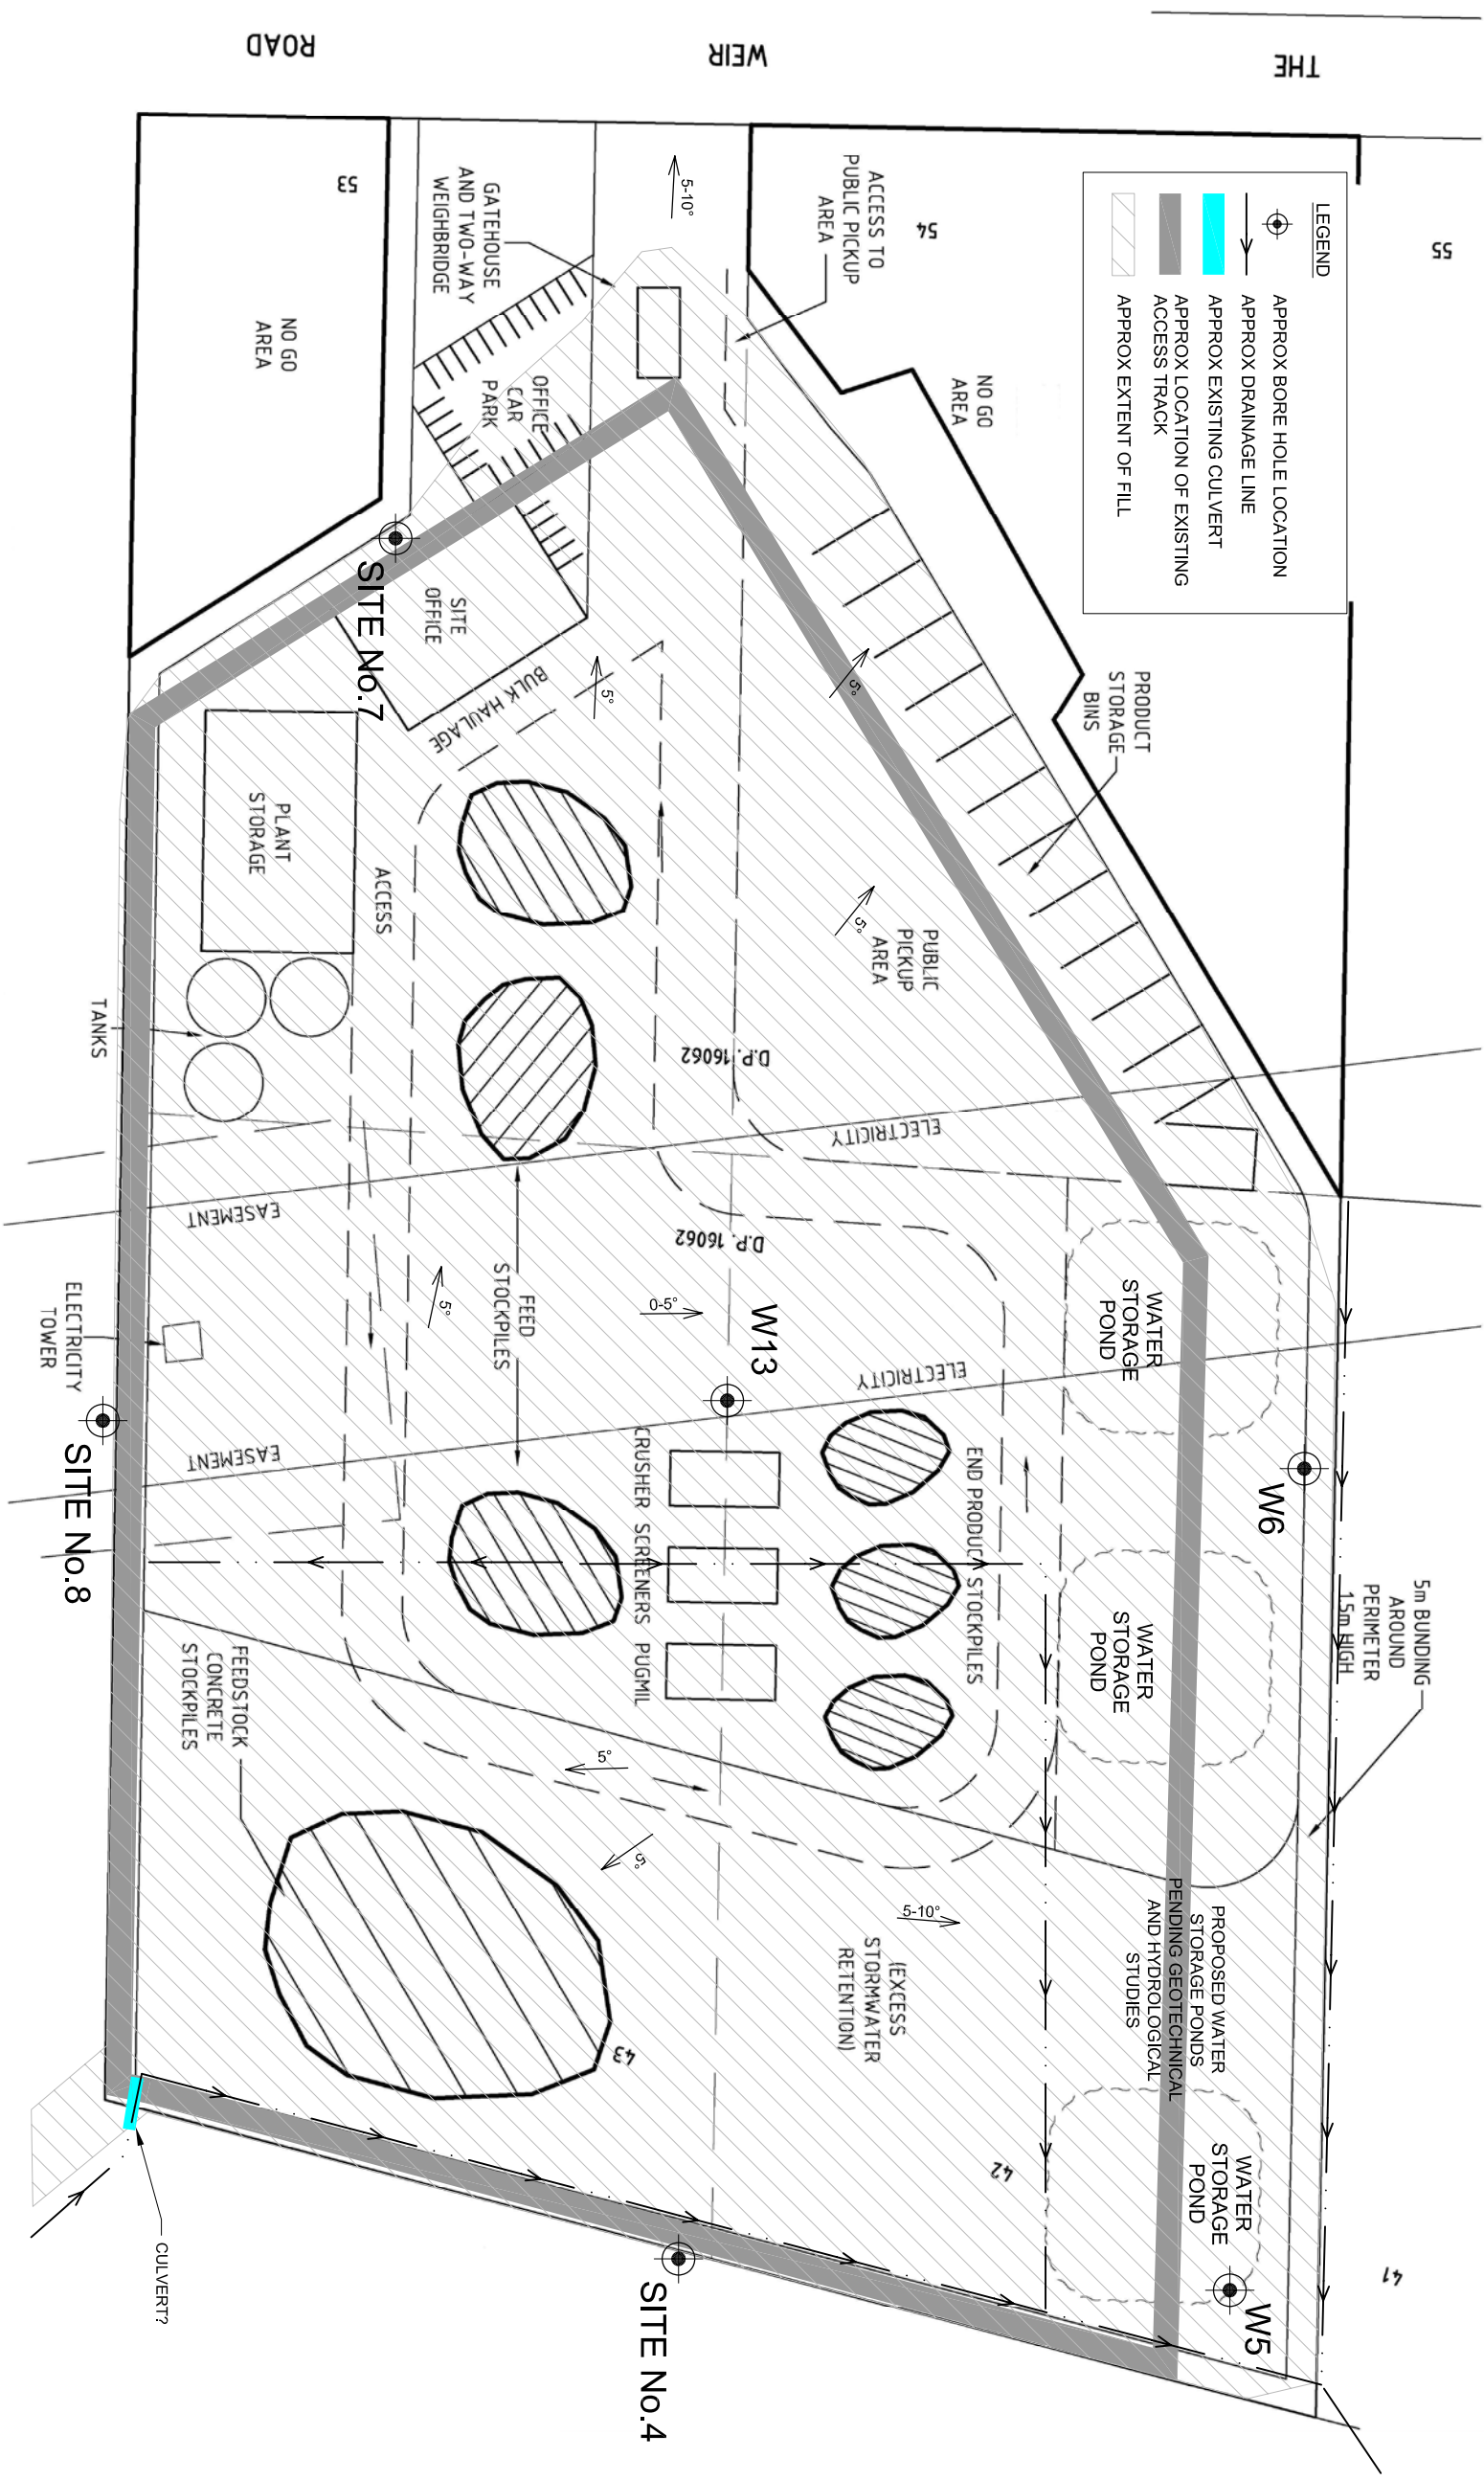 THE
WEIR
ROAD
55
54
53
LEGEND
APPROX BORE HOLE LOCATION
APPROX DRAINAGE LINE
APPROX EXISTING CULVERT
APPROX LOCATION OF EXISTING
ACCESS TRACK
APPROX EXTENT OF FILL
ACCESS TO
PUBLIC PICKUP
AREA
5-10°
GATEHOUSE
AND TWO-WAY
WEIGHBRIDGE
NO GO
AREA
NO GO
AREA
OFFICE
CAR
PARK
SITE No.7
SITE
OFFICE
BULK HAULAGE
5°
5°
PRODUCT
STORAGE
BINS
PLANT
STORAGE
ACCESS
PUBLIC
PICKUP
AREA
5°
TANKS
D.P. 16062
ELECTRICITY
EASEMENT
D.P. 16062
FEED
STOCKPILES
5°
0-5°
W13
WATER
STORAGE
POND
ELECTRICITY
TOWER
ELECTRICITY
EASEMENT
SITE No.8
W6
CRUSHER
SCREENERS
PUGMIL
END PRODUCT STOCKPILES
WATER
STORAGE
POND
5m BUNDING
AROUND
PERIMETER
1.5m HIGH
FEEDSTOCK
CONCRETE
STOCKPILES
5°
5°
5-10°
(EXCESS
STORMWATER
RETENTION)
PROPOSED WATER
STORAGE PONDS
PENDING GEOTECHNICAL
AND HYDROLOGICAL
STUDIES
43
42
41
WATER
STORAGE
POND
W5
CULVERT?
SITE No.4